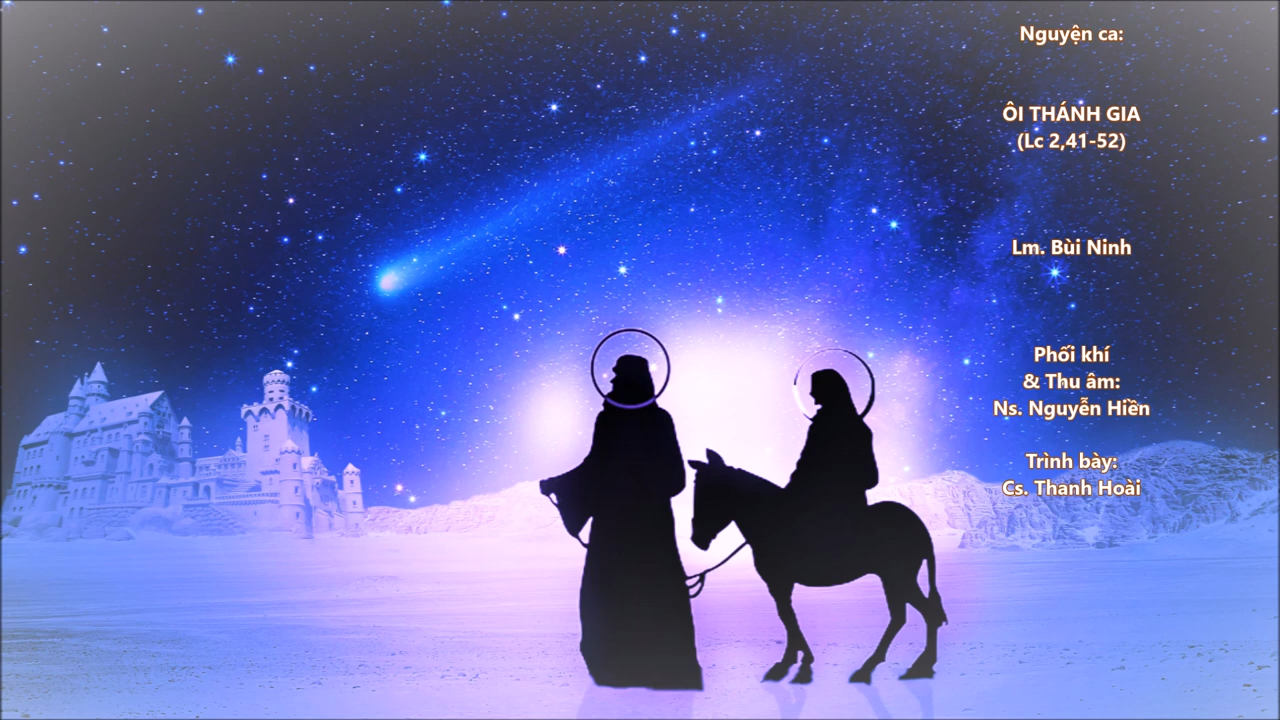 Nguyện ca:
ÔI THÁNH GIA
(Lc 2,41-52)
Lm. Bùi Ninh
Phối khí
& Thu âm:
Ns. Nguyễn Hiền
Trình bày:
Cs. Thanh Hoài